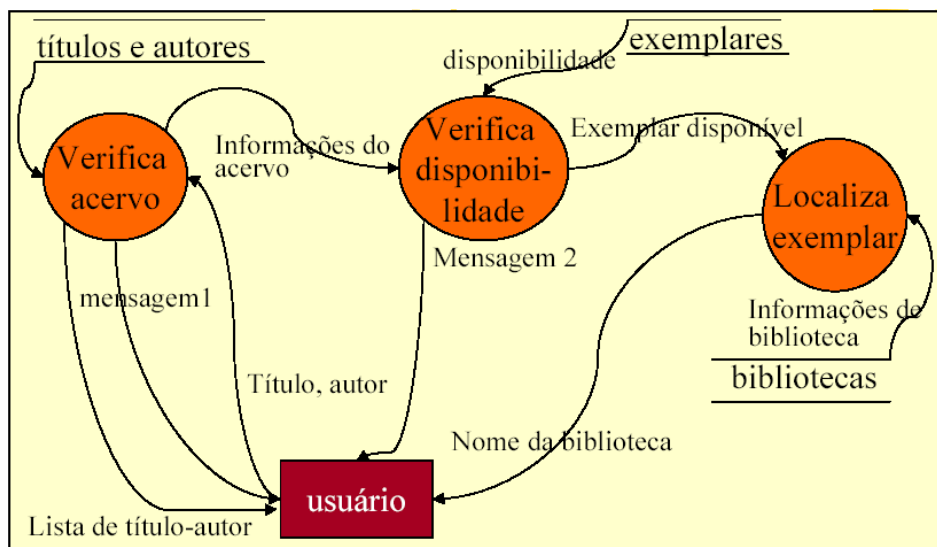 títulos e autores
exemplares
disponibilidade
Verifica
acervo
Informações do
acervo
Verifica
disponibi-
lidade
Exemplar disponível
Localiza
exemplar
Mensagem 2
mensagem1
Informações de
biblioteca
bibliotecas
Título, autor
Nome da biblioteca
usuário
Lista de título-autor